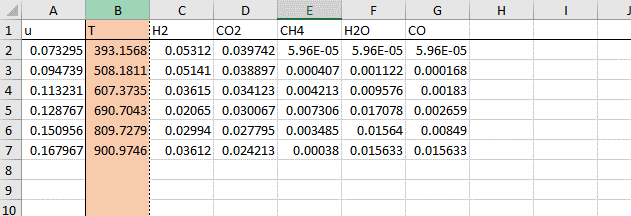 A B C D E F G H I J
1 u T H2 CO2 CH4 H2O CO
2 0.073295 393.1568 0.05312 0.039742 5.96E-05 5.96E-05 5.96E-05
3 0.094739 508.1811 0.05141 0.038897 0.000407 0.001122 0.000168
4 0.113231 607.3735 0.03615 0.034123 0.004213 0.009576 0.00183
5 0.128767 690.7043 0.02065 0.030067 0.007306 0.017078 0.002659
6 0.150956 809.7279 0.02994 0.027795 0.003485 0.01564 0.00849
7 0.167967 900.9746 0.03612 0.024213 0.00038 0.015633 0.015633
8
9
10